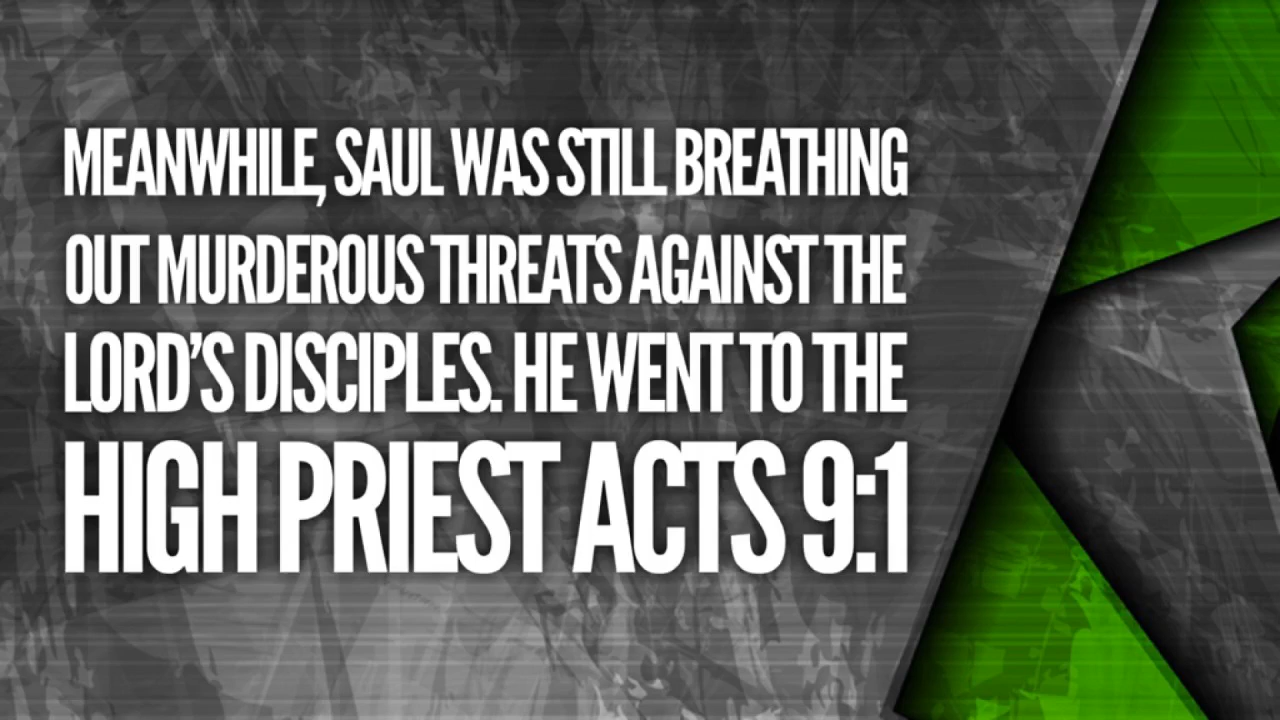 MEANWHILE, SAUL WAS STILL BREATHING
OUT MURDEROUS THREATS AGAINST THE
LORD’S DISCIPLES. HE WENT TO THE
HIGH PRIEST ACTS 9:1